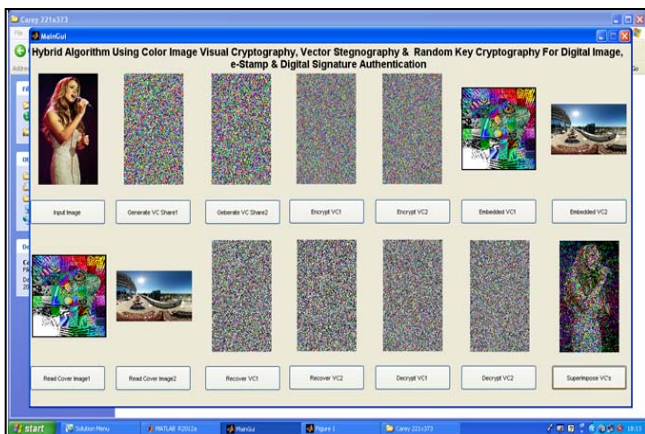 Carey 221x373
MainGui
Hybrid Algorithm Using Color Image Visual Cryptography, Vector Stegnography & Random Key Cryptography For Digital Image,
e-Stamp & Digital Signature Authentication
Input Image
Generate VC Share1
Geberate VC Share2
Encrypt VC1
Encrypt VC2
Embedded VC1
Embedded VC2
Read Cover Image1
Read Cover Image2
Recover VC1
Recover VC2
Decrypt VC1
Decrypt VC2
SuperImpose VC's
start
Solution Menu
MATLAB R2012a
MainGui
Figure 1
Carey 221x373
18:13